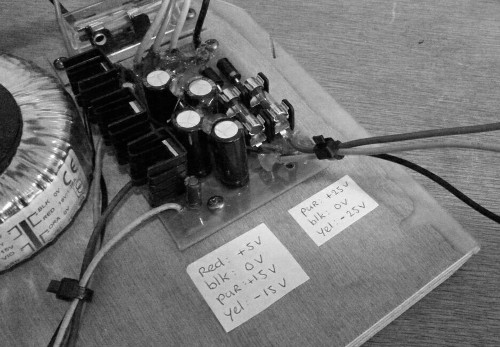 Red: +5V
blk: 0V
PuR: +15V
Yel: -15V
PuR: +25V
blk: 0V
yel: -25V
CE